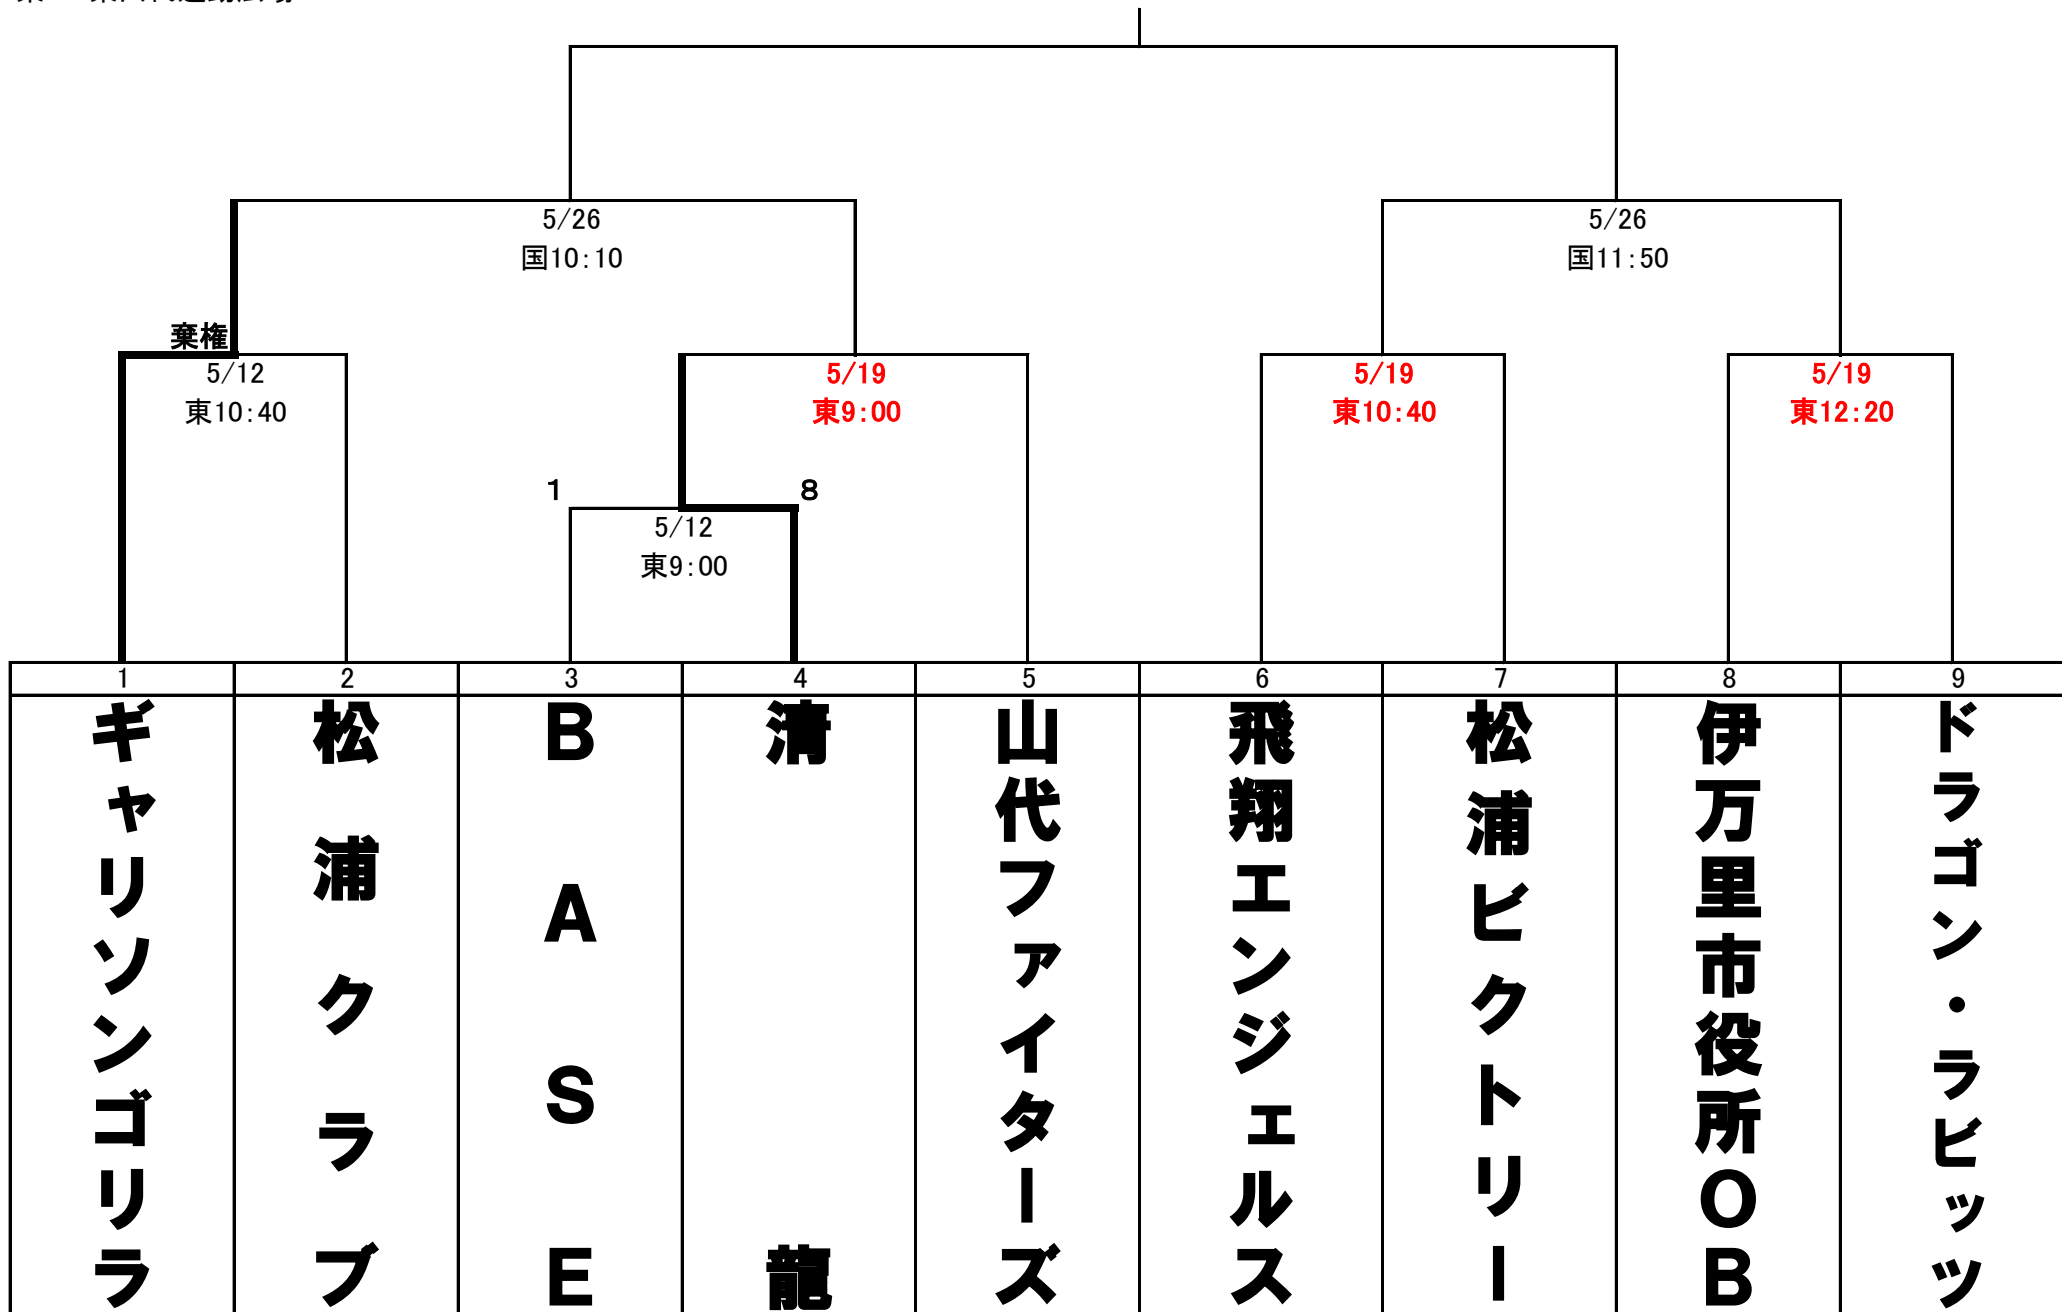 5/26
国10:10
5/26
国11:50
棄権
5/12
東10:40
5/19
東9:00
5/19
東10:40
5/19
東12:20
1
8
5/12
東9:00
1
2
3
4
5
6
7
8
9
ギャリソンゴリラ
松浦クラブ
BASE
清龍
山代ファイターズ
飛翔エンジェルス
松浦ビクトリー
伊万里市役所OB
ドラゴン・ラビッツ